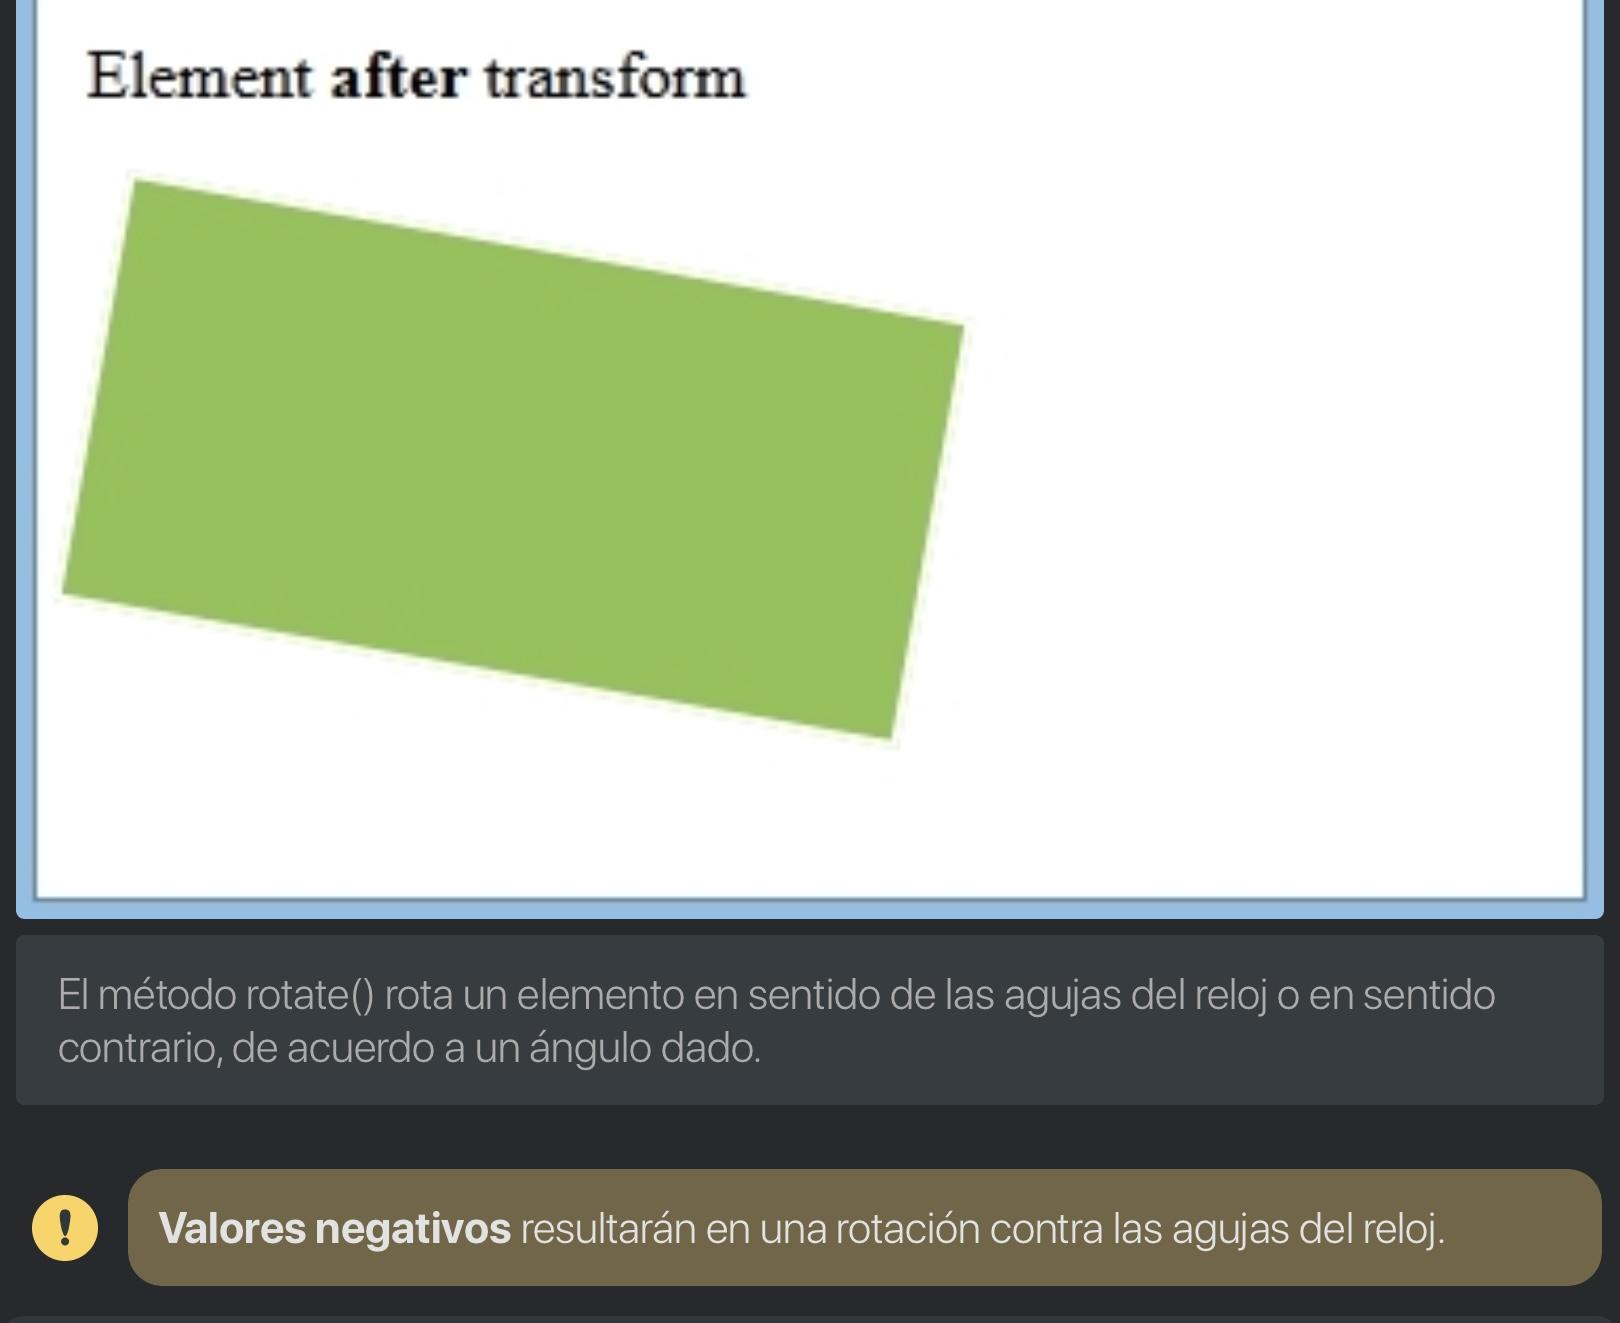 Element after transform
El método rotate() rota un elemento en sentido de las agujas del reloj o en sentido
contrario, de acuerdo a un ángulo dado.
Valores negativos resultarán en una rotación contra las agujas del reloj.